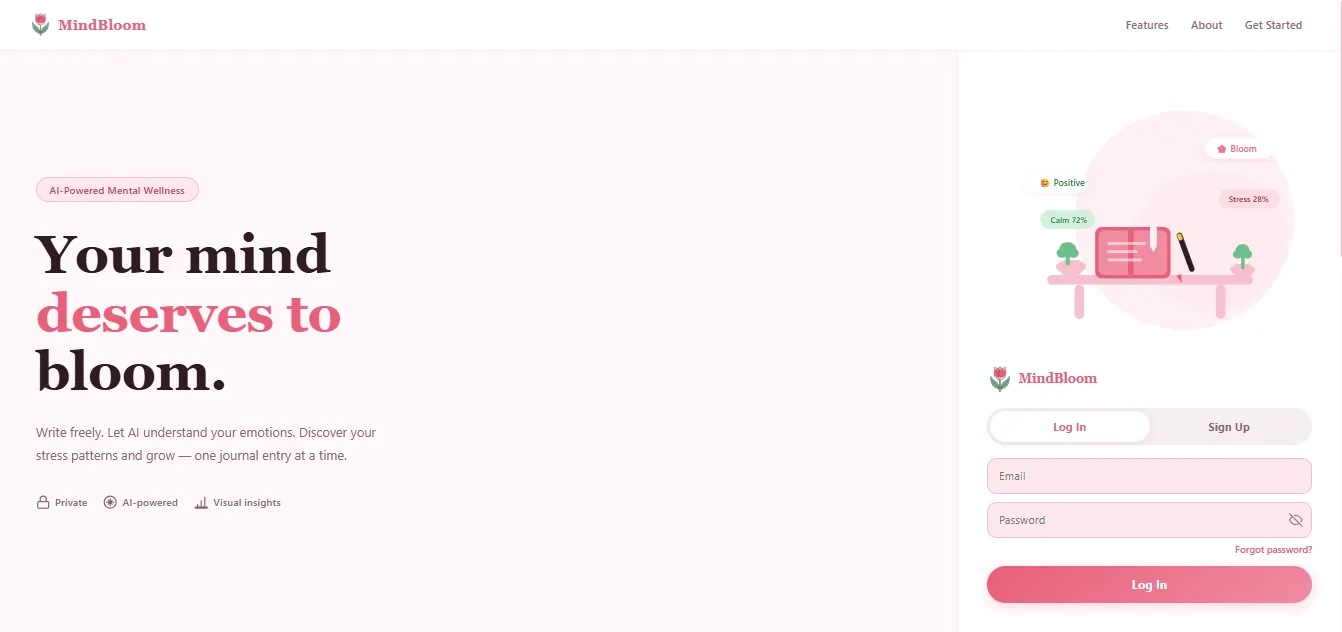 MindBloom
Features
About
Get Started
AI-Powered Mental Wellness
Your mind
deserves to
bloom.
Write freely. Let AI understand your emotions. Discover your
stress patterns and grow — one journal entry at a time.
Private
AI-powered
Visual insights
Bloom
Positive
Stress 28%
Calm 72%
MindBloom
Log In
Sign Up
Email
Password
Forgot password?
Log In